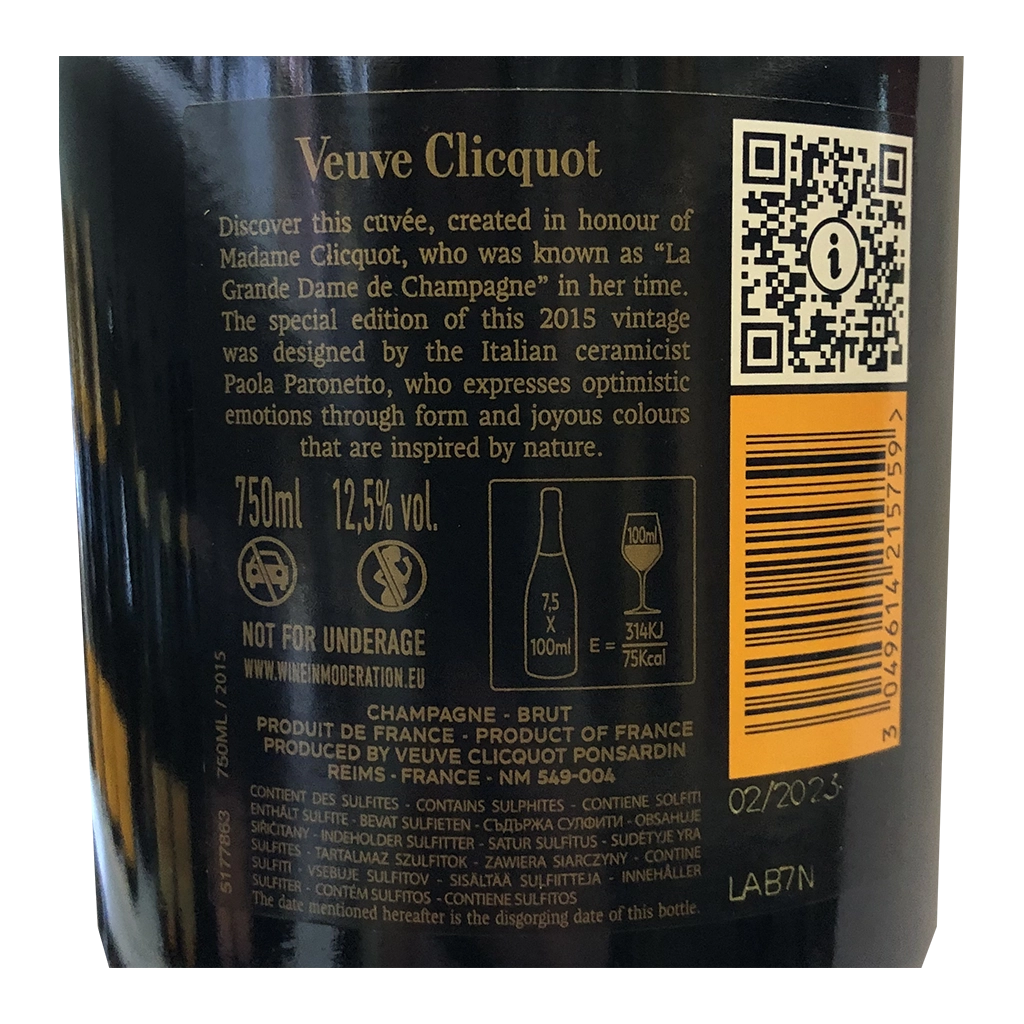 Veuve Clicquot
Discover this cuvée, created in honour of
Madame Clicquot, who was known as “La
Grande Dame de Champagne” in her time.
The special edition of this 2015 vintage
was designed by the Italian ceramicist
Paola Paronetto, who expresses optimistic
emotions through form and joyous colours
that are inspired by nature.
750ml 12,5% vol.
NOT FOR UNDERAGE
WWW.WINEINMODERATION.EU
7,5
X
100ml
100ml
E = 314KJ
75Kcal
CHAMPAGNE - BRUT
PRODUIT DE FRANCE - PRODUCT OF FRANCE
PRODUCED BY VEUVE CLICQUOT PONSARDIN
REIMS - FRANCE - NM 549-004
CONTIENT DES SULFITES - CONTAINS SULPHITES - CONTIENE SOLFITI
ENTHÄLT SULFITE - BEVAT SULFIETEN - СЪДЪРЖА СУЛФИТИ - OBSAHUJE
SIŘIČITANY - INDEHOLDER SULFITTER - SATUR SULFĪTUS - SUDĖTYJE YRA
SULFITES - TARTALMAZ SZULFITOK - ZAWIERA SIARCZYNY - CONTINE
SULFITI - VSEBUJE SULFITOV - SISÄLTÄÄ SULFIITTEJA - INNEHÅLLER
SULFITER - CONTÉM SULFITOS - CONTIENE SULFITOS
The date mentioned hereafter is the disgorging date of this bottle.
5177863 750ML / 2015
i
3 049614 215759 >
02/2023
LAB7N